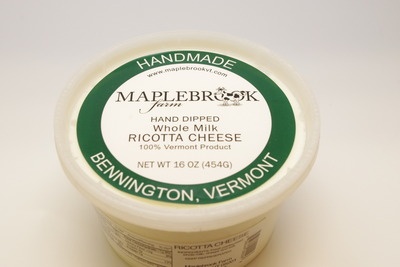 HANDMADE
www.maplebrookvt.com
MAPLEBROOK
farm
HAND DIPPED
Whole Milk
RICOTTA CHEESE
100% Vermont Product
NET WT 16 OZ (454G)
BENNINGTON, VERMONT
RICOTTA CHEESE